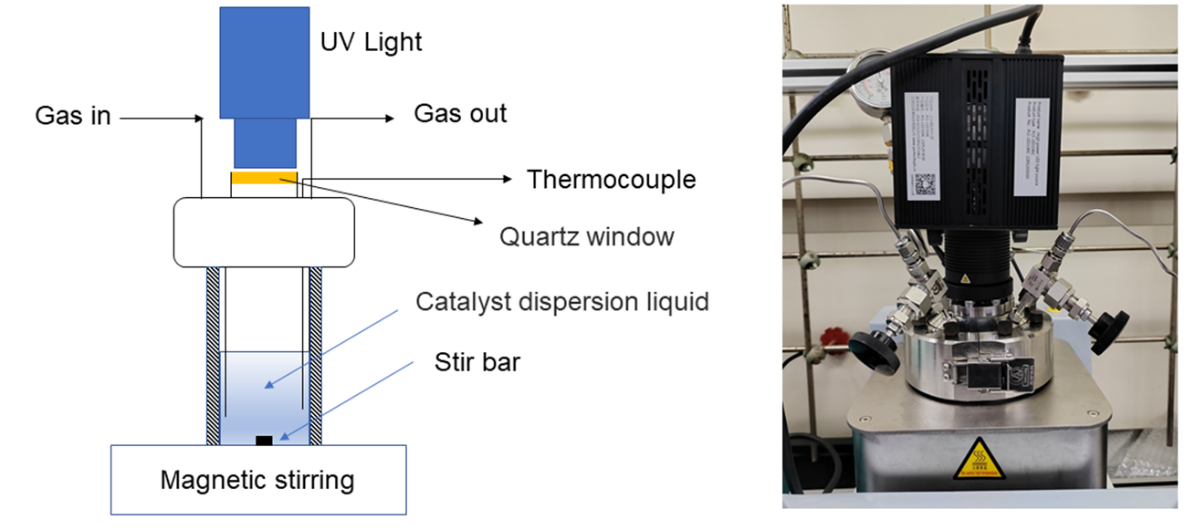 UV Light
Gas in
Gas out
Thermocouple
Quartz window
Catalyst dispersion liquid
Stir bar
Magnetic stirring